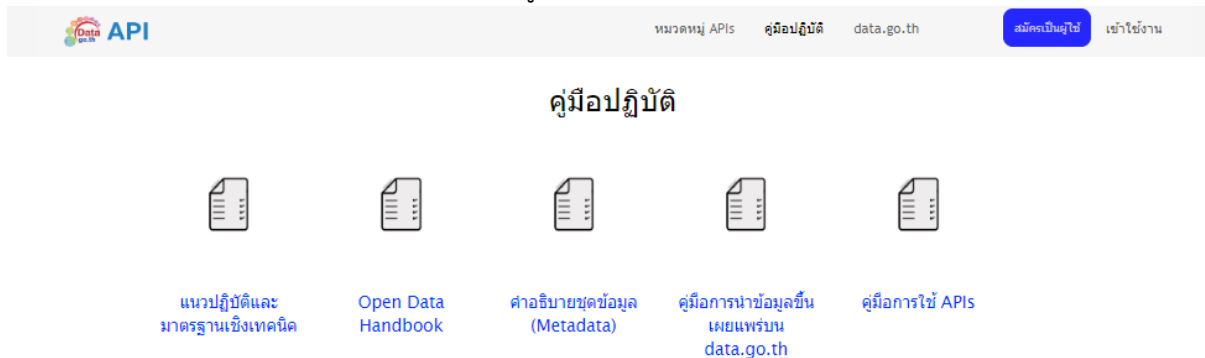 Data go.th API หมวดหมู่ APIs คู่มือปฏิบัติ data.go.th สมัครเป็นผู้ใช้ เข้าใช้งาน
คู่มือปฏิบัติ
แนวปฏิบัติและ
มาตรฐานเชิงเทคนิค
Open Data
Handbook
คำอธิบายชุดข้อมูล
(Metadata)
คู่มือการนำข้อมูลขึ้น
เผยแพร่บน
data.go.th
คู่มือการใช้ APIs